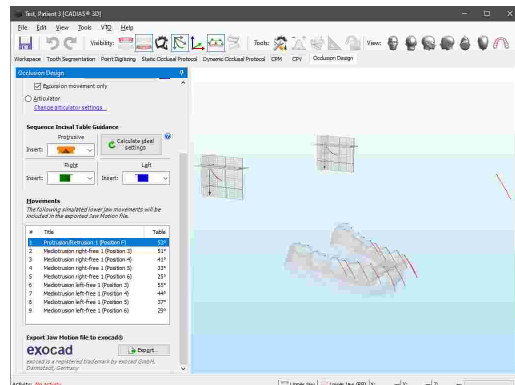 Test, Patient 3 [CADIAS® 3D]
File Edit View Tools VTO Help
Visibility: Tools: View:
Workspace Tooth Segmentation Point Digitizing Static Occlusal Protocol Dynamic Occlusal Protocol CPM CPV Occlusion Design
Occlusion Design
Excursion movement only
Articulator
Change articulator settings...
Sequence Incisal Table Guidance
Protrusive
Insert:
Calculate ideal settings
Right Left
Insert: Insert:
Movements
The following simulated lower jaw movements will be
included in the exported Jaw Motion file.
# Title Table
1 Protrusion/Retrusion 1 (Position F) 53°
2 Mediotrusion right-free 1 (Position 3) 51°
3 Mediotrusion right-free 1 (Position 4) 41°
4 Mediotrusion right-free 1 (Position 5) 33°
5 Mediotrusion right-free 1 (Position 6) 25°
6 Mediotrusion left-free 1 (Position 3) 55°
7 Mediotrusion left-free 1 (Position 4) 44°
8 Mediotrusion left-free 1 (Position 5) 37°
9 Mediotrusion left-free 1 (Position 6) 29°
Export Jaw Motion file to exocad®
exocad
Export...
exocad is a registered trademark by exocad GmbH,
Darmstadt, Germany
Activity: No Activity
Upper Jaw Lower Jaw (RP) X: Y: Z: